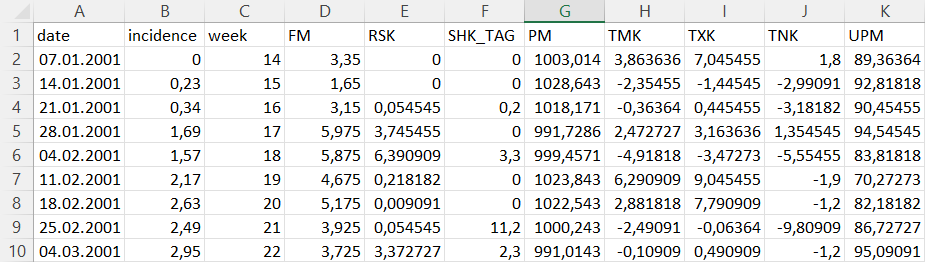 A B C D E F G H I J K
1 date incidence week FM RSK SHK_TAG PM TMK TXK TNK UPM
2 07.01.2001 0 14 3,35 0 0 1003,014 3,863636 7,045455 1,8 89,36364
3 14.01.2001 0,23 15 1,65 0 0 1028,643 -2,35455 -1,44545 -2,99091 92,81818
4 21.01.2001 0,34 16 3,15 0,054545 0,2 1018,171 -0,36364 0,445455 -3,18182 90,45455
5 28.01.2001 1,69 17 5,975 3,745455 0 991,7286 2,472727 3,163636 1,354545 94,54545
6 04.02.2001 1,57 18 5,875 6,390909 3,3 999,4571 -4,91818 -3,47273 -5,55455 83,81818
7 11.02.2001 2,17 19 4,675 0,218182 0 1023,843 6,290909 9,045455 -1,9 70,27273
8 18.02.2001 2,63 20 5,175 0,009091 0 1022,543 2,881818 7,790909 -1,2 82,18182
9 25.02.2001 2,49 21 3,925 0,054545 11,2 1000,243 -2,49091 -0,06364 -9,80909 86,72727
10 04.03.2001 2,95 22 3,725 3,372727 2,3 991,0143 -0,10909 0,490909 -1,2 95,09091